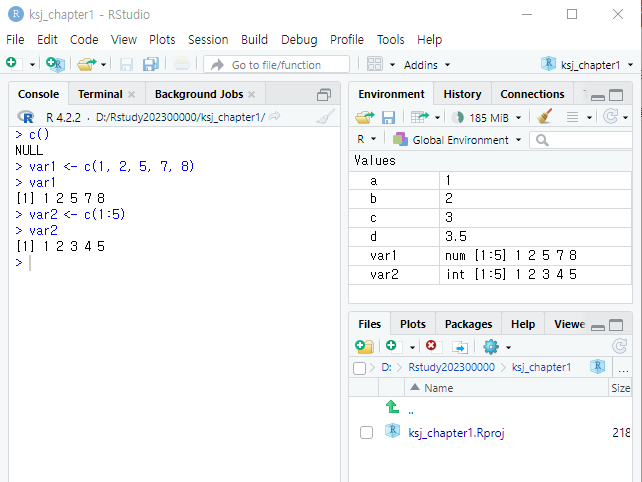 ksj_chapter1 - RStudio
File Edit Code View Plots Session Build Debug Profile Tools Help
Go to file/function Addins ksj_chapter1
Console Terminal Background Jobs
R 4.2.2 · D:/Rstudy202300000/ksj_chapter1/
> c()
NULL
> var1 <- c(1, 2, 5, 7, 8)
> var1
[1] 1 2 5 7 8
> var2 <- c(1:5)
> var2
[1] 1 2 3 4 5
>
Environment History Connections
185 MiB
R Global Environment
Values
a 1
b 2
c 3
d 3.5
var1 num [1:5] 1 2 5 7 8
var2 int [1:5] 1 2 3 4 5
Files Plots Packages Help Viewe
D: Rstudy202300000 ksj_chapter1 ...
Name Size
..
ksj_chapter1.Rproj 218